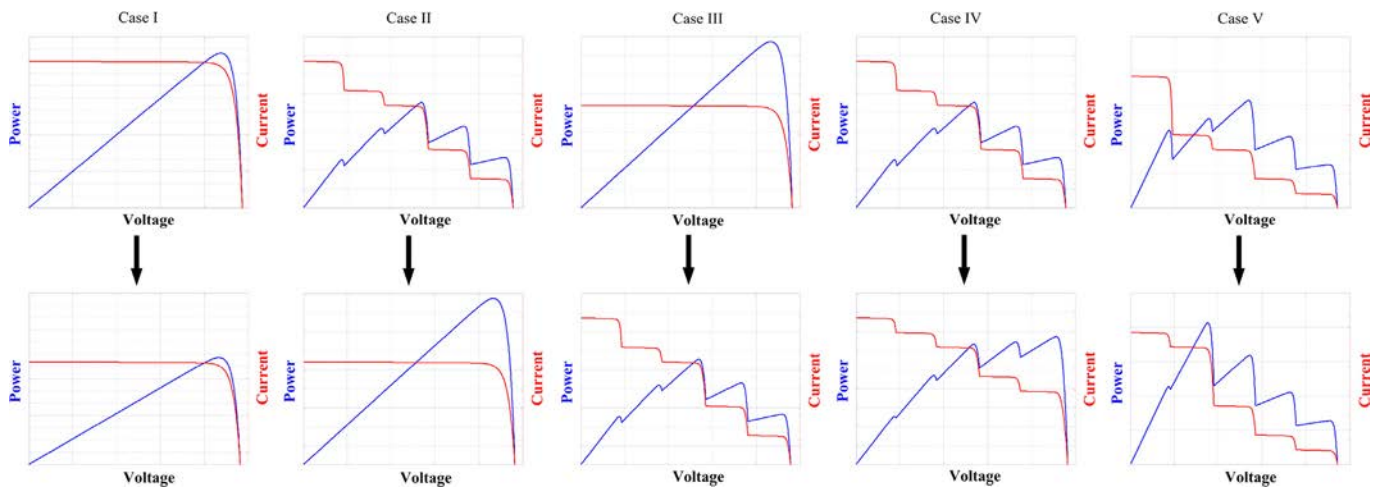 Case I
Case II
Case III
Case IV
Case V
Power
Current
Power
Current
Power
Current
Power
Current
Power
Current
Voltage
Voltage
Voltage
Voltage
Voltage
Power
Current
Power
Current
Power
Current
Power
Current
Power
Current
Voltage
Voltage
Voltage
Voltage
Voltage